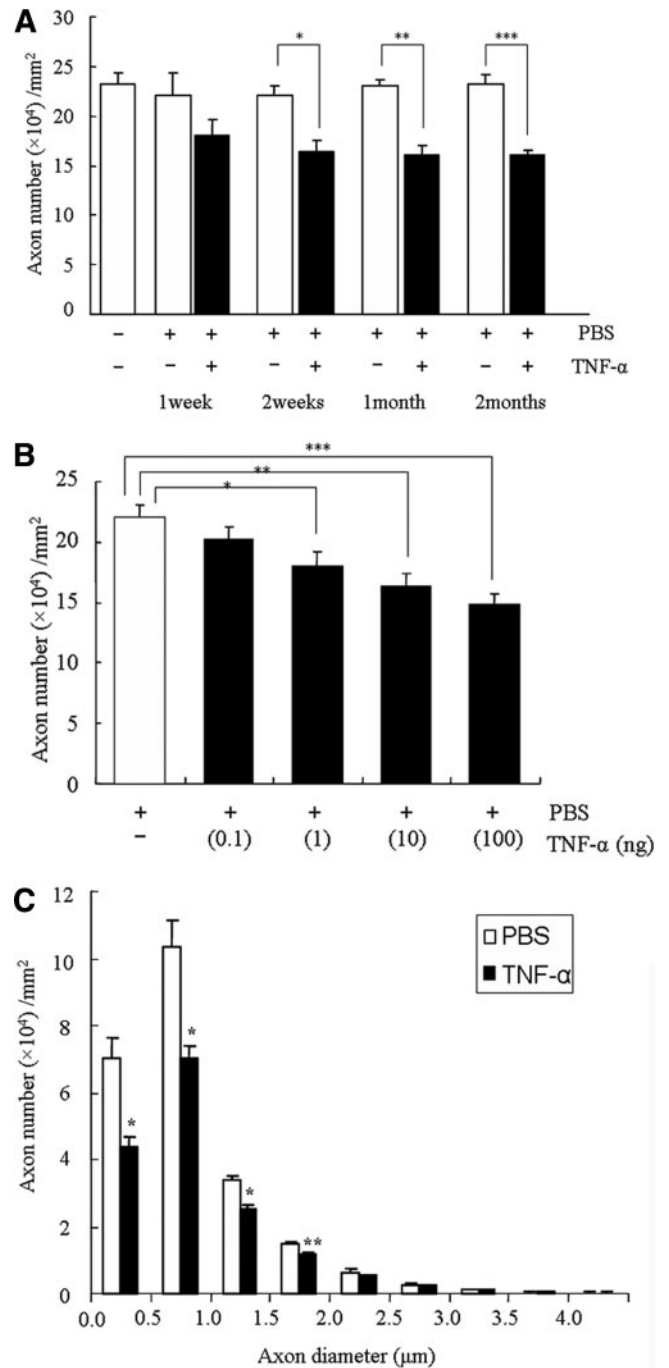 A
Axon number (×10⁴) /mm²
30
25
20
15
10
5
0
* ** ***
− + + + + + + + + PBS
− − + − + − + − + TNF-α
1week 2weeks 1month 2months
B
Axon number (×10⁴) /mm²
25
20
15
10
5
0
***
**
*
+ + + + + PBS
− (0.1) (1) (10) (100) TNF-α (ng)
C
Axon number (×10⁴) /mm²
12
10
8
6
4
2
0
PBS
TNF-α
* * * **
0.0 0.5 1.0 1.5 2.0 2.5 3.0 3.5 4.0
Axon diameter (μm)